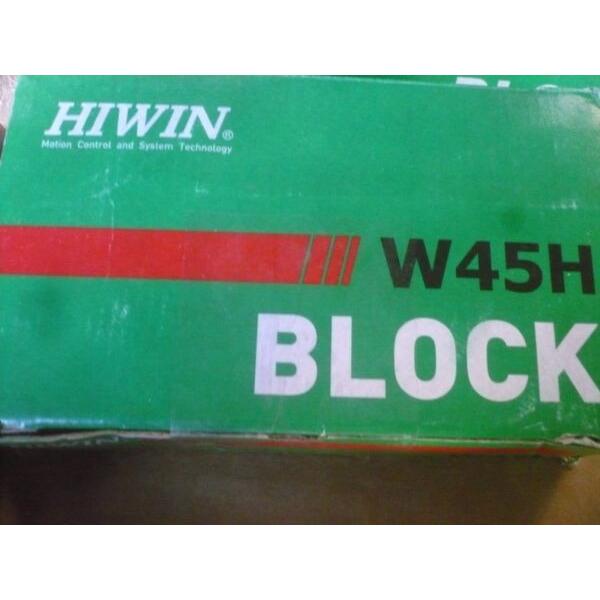 HIWIN®
Motion Control and System Technology
W45H
BLOCK